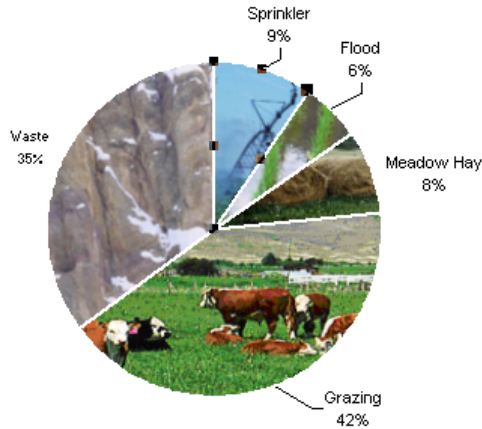 Sprinkler
9%
Flood
6%
Meadow Hay
8%
Waste
35%
Grazing
42%